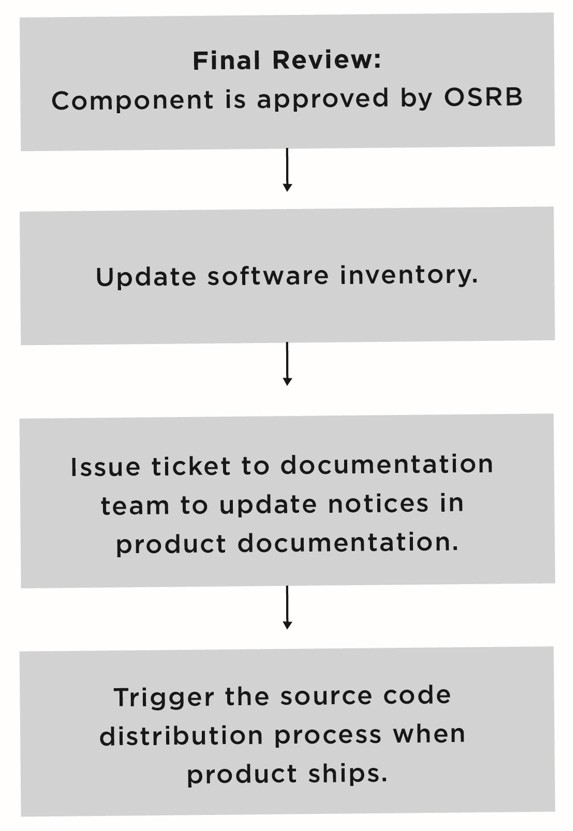 Final Review:
Component is approved by OSRB
Update software inventory.
Issue ticket to documentation
team to update notices in
product documentation.
Trigger the source code
distribution process when
product ships.